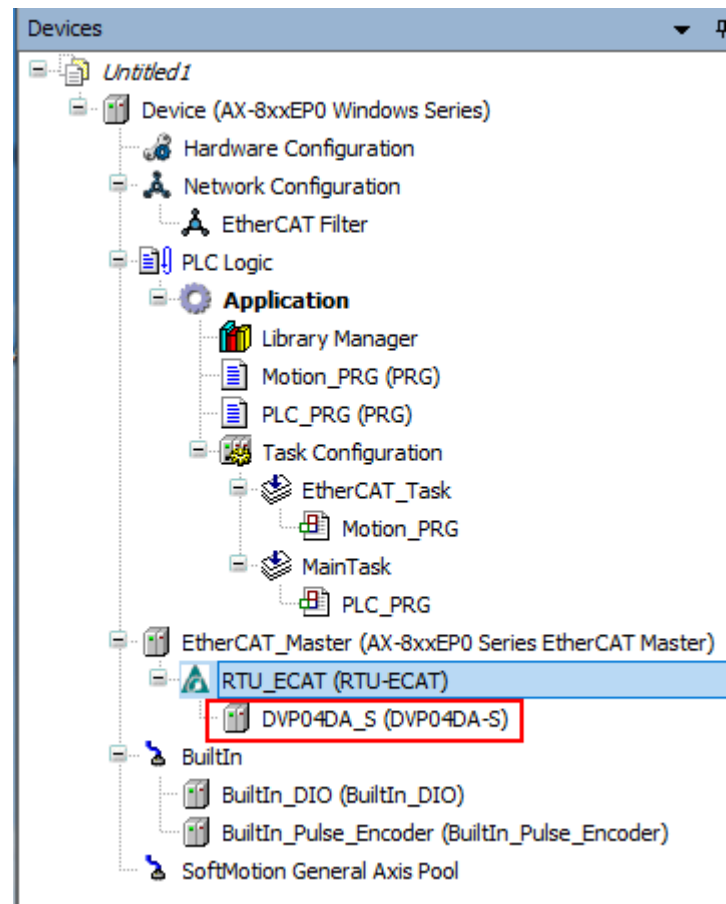 Devices
Untitled1
Device (AX-8xxEP0 Windows Series)
Hardware Configuration
Network Configuration
EtherCAT Filter
PLC Logic
Application
Library Manager
Motion_PRG (PRG)
PLC_PRG (PRG)
Task Configuration
EtherCAT_Task
Motion_PRG
MainTask
PLC_PRG
EtherCAT_Master (AX-8xxEP0 Series EtherCAT Master)
RTU_ECAT (RTU-ECAT)
DVP04DA_S (DVP04DA-S)
BuiltIn
BuiltIn_DIO (BuiltIn_DIO)
BuiltIn_Pulse_Encoder (BuiltIn_Pulse_Encoder)
SoftMotion General Axis Pool